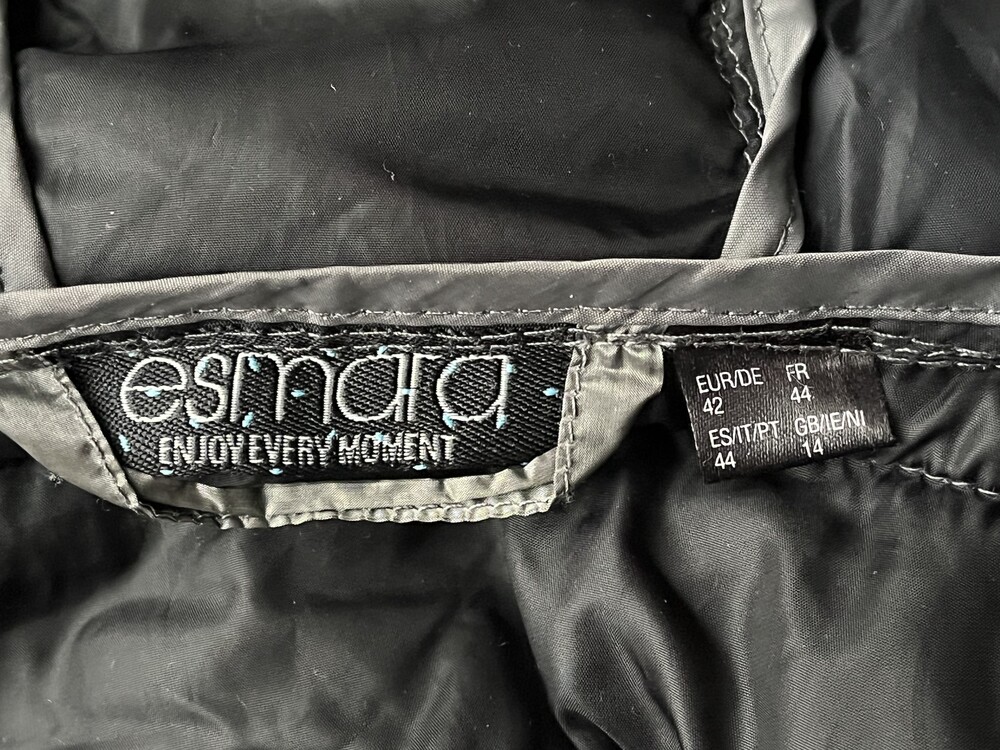 esmara
ENJOY EVERY MOMENT
EUR/DE FR
42 44
ES/IT/PT GB/IE/NI
44 14